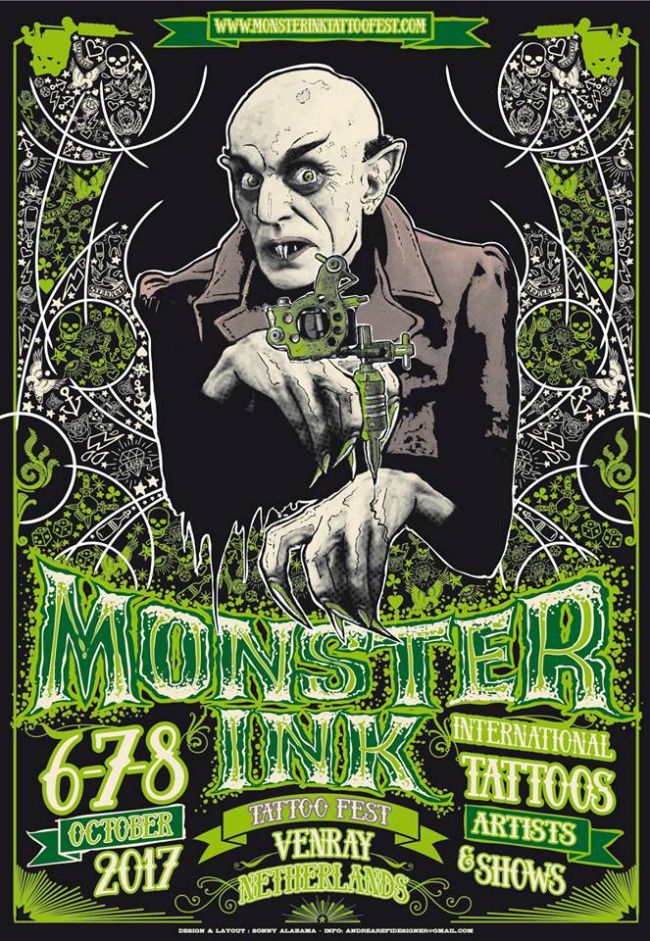 WWW.MONSTERINKTATTOOFEST.COM
MONSTER
INK
6-7-8
OCTOBER
2017
TATTOO FEST
VENRAY
NETHERLANDS
INTERNATIONAL
TATTOOS
ARTISTS
& SHOWS
DESIGN & LAYOUT : SONNY ALABAMA - INFO: ANDREAREFIDESIGNER@GMAIL.COM